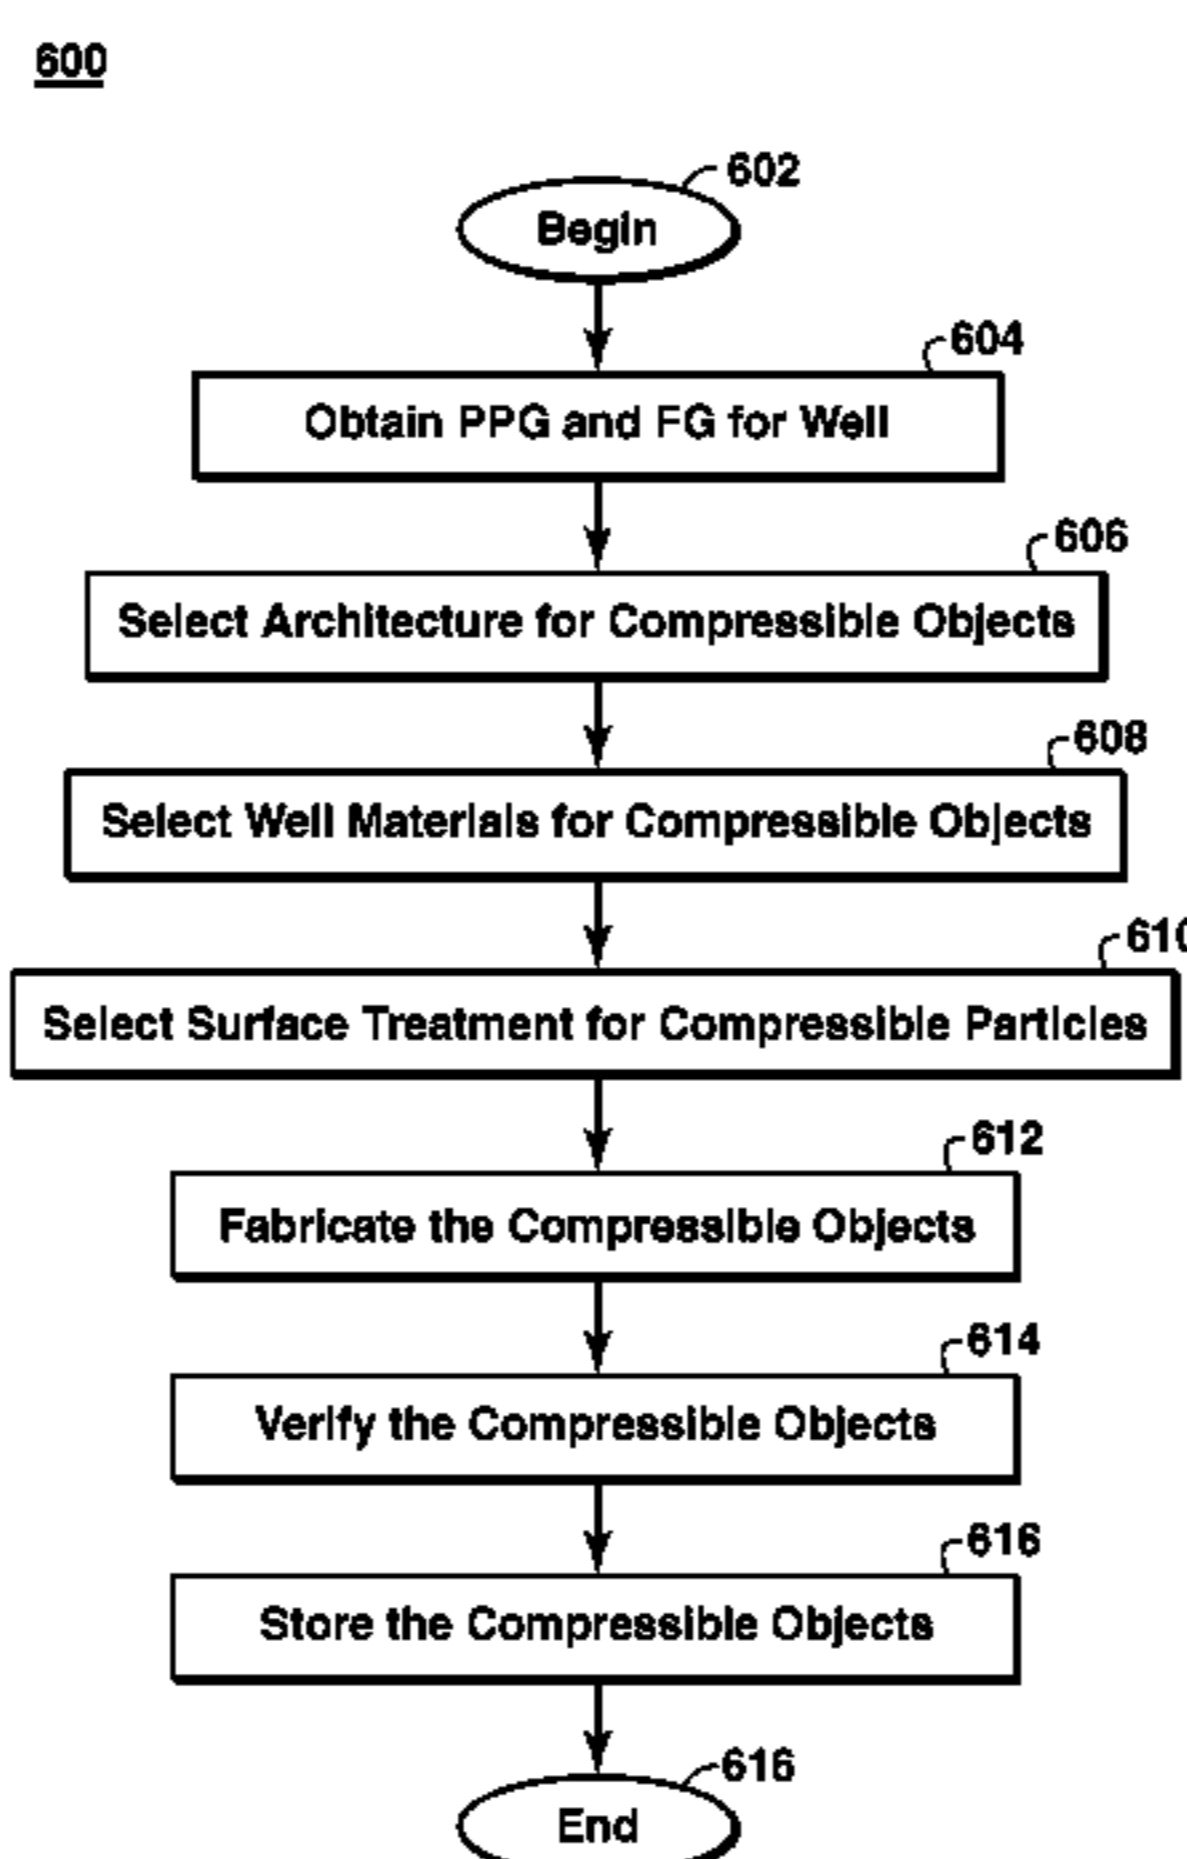 600
602
Begin
604
Obtain PPG and FG for Well
606
Select Architecture for Compressible Objects
608
Select Well Materials for Compressible Objects
610
Select Surface Treatment for Compressible Particles
612
Fabricate the Compressible Objects
614
Verify the Compressible Objects
616
Store the Compressible Objects
616
End